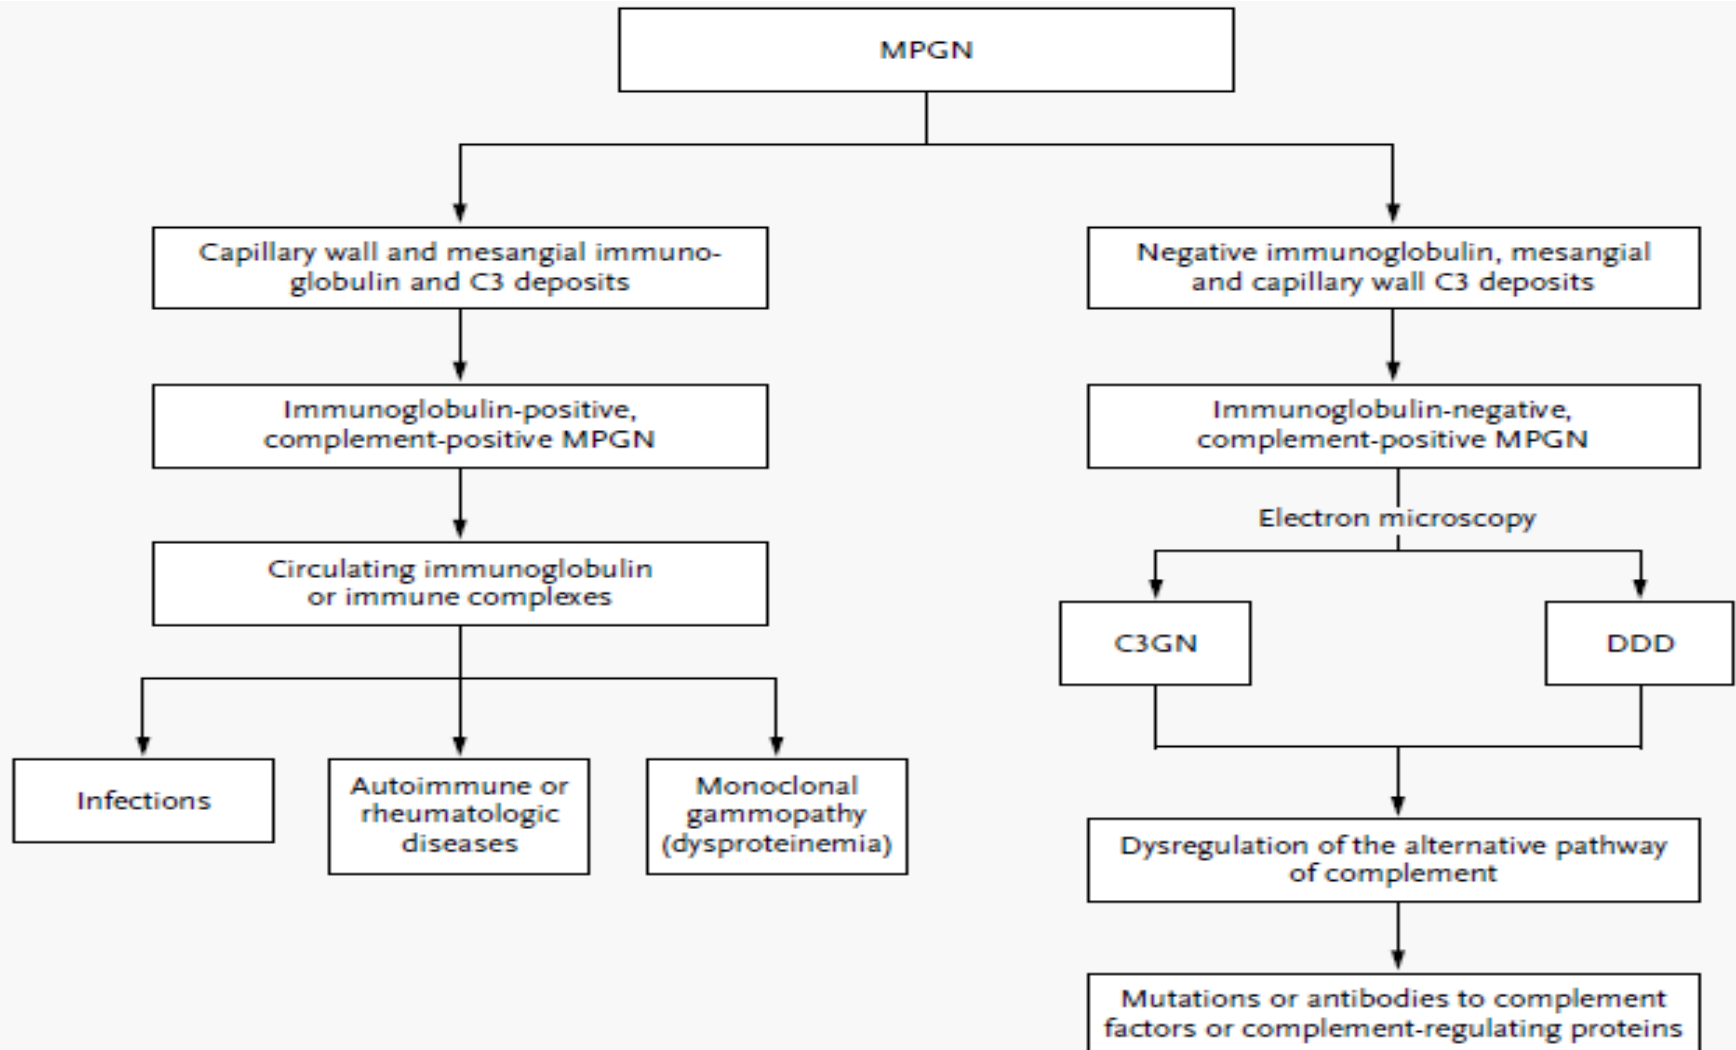 MPGN
Capillary wall and mesangial immuno-
globulin and C3 deposits
Negative immunoglobulin, mesangial
and capillary wall C3 deposits
Immunoglobulin-positive,
complement-positive MPGN
Immunoglobulin-negative,
complement-positive MPGN
Electron microscopy
Circulating immunoglobulin
or immune complexes
C3GN
DDD
Infections
Autoimmune or
rheumatologic
diseases
Monoclonal
gammopathy
(dysproteinemia)
Dysregulation of the alternative pathway
of complement
Mutations or antibodies to complement
factors or complement-regulating proteins